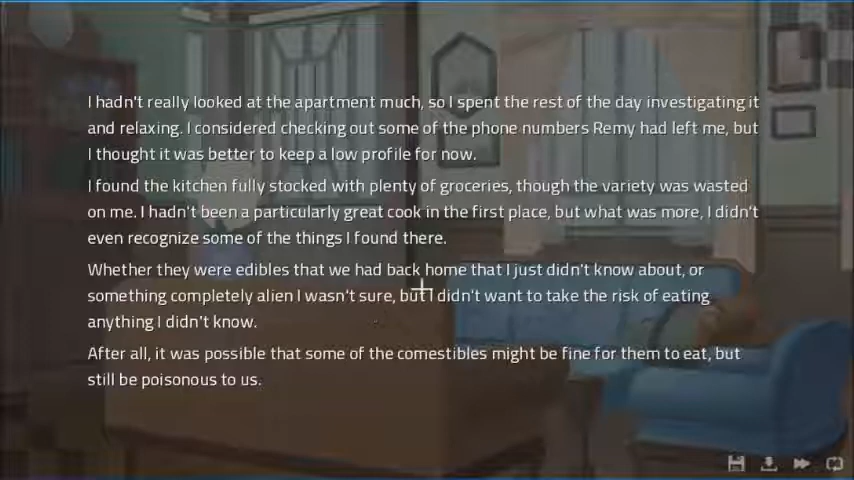 I hadn't really looked at the apartment much, so I spent the rest of the day investigating it
and relaxing. I considered checking out some of the phone numbers Remy had left me, but
I thought it was better to keep a low profile for now.
I found the kitchen fully stocked with plenty of groceries, though the variety was wasted
on me. I hadn't been a particularly great cook in the first place, but what was more, I didn't
even recognize some of the things I found there.
Whether they were edibles that we had back home that I just didn't know about, or
something completely alien I wasn't sure, but I didn't want to take the risk of eating
anything I didn't know.
After all, it was possible that some of the comestibles might be fine for them to eat, but
still be poisonous to us.